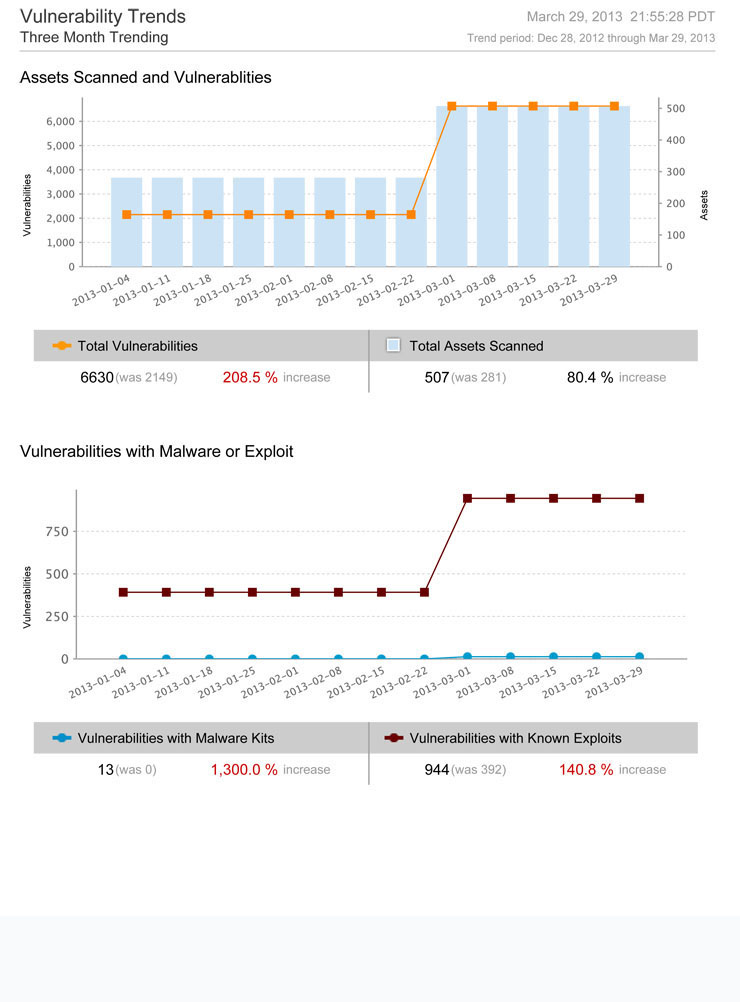 Vulnerability Trends
March 29, 2013 21:55:28 PDT
Three Month Trending
Trend period: Dec 28, 2012 through Mar 29, 2013
Assets Scanned and Vulnerablities
6,000
5,000
4,000
3,000
2,000
1,000
0
Vulnerabilities
500
400
300
200
100
0
Assets
2013-01-04
2013-01-11
2013-01-18
2013-01-25
2013-02-01
2013-02-08
2013-02-15
2013-02-22
2013-03-01
2013-03-08
2013-03-15
2013-03-22
2013-03-29
Total Vulnerabilities
Total Assets Scanned
6630 (was 2149) 208.5 % increase
507 (was 281) 80.4 % increase
Vulnerabilities with Malware or Exploit
750
500
250
0
Vulnerabilities
2013-01-04
2013-01-11
2013-01-18
2013-01-25
2013-02-01
2013-02-08
2013-02-15
2013-02-22
2013-03-01
2013-03-08
2013-03-15
2013-03-22
2013-03-29
Vulnerabilities with Malware Kits
Vulnerabilities with Known Exploits
13 (was 0) 1,300.0 % increase
944 (was 392) 140.8 % increase